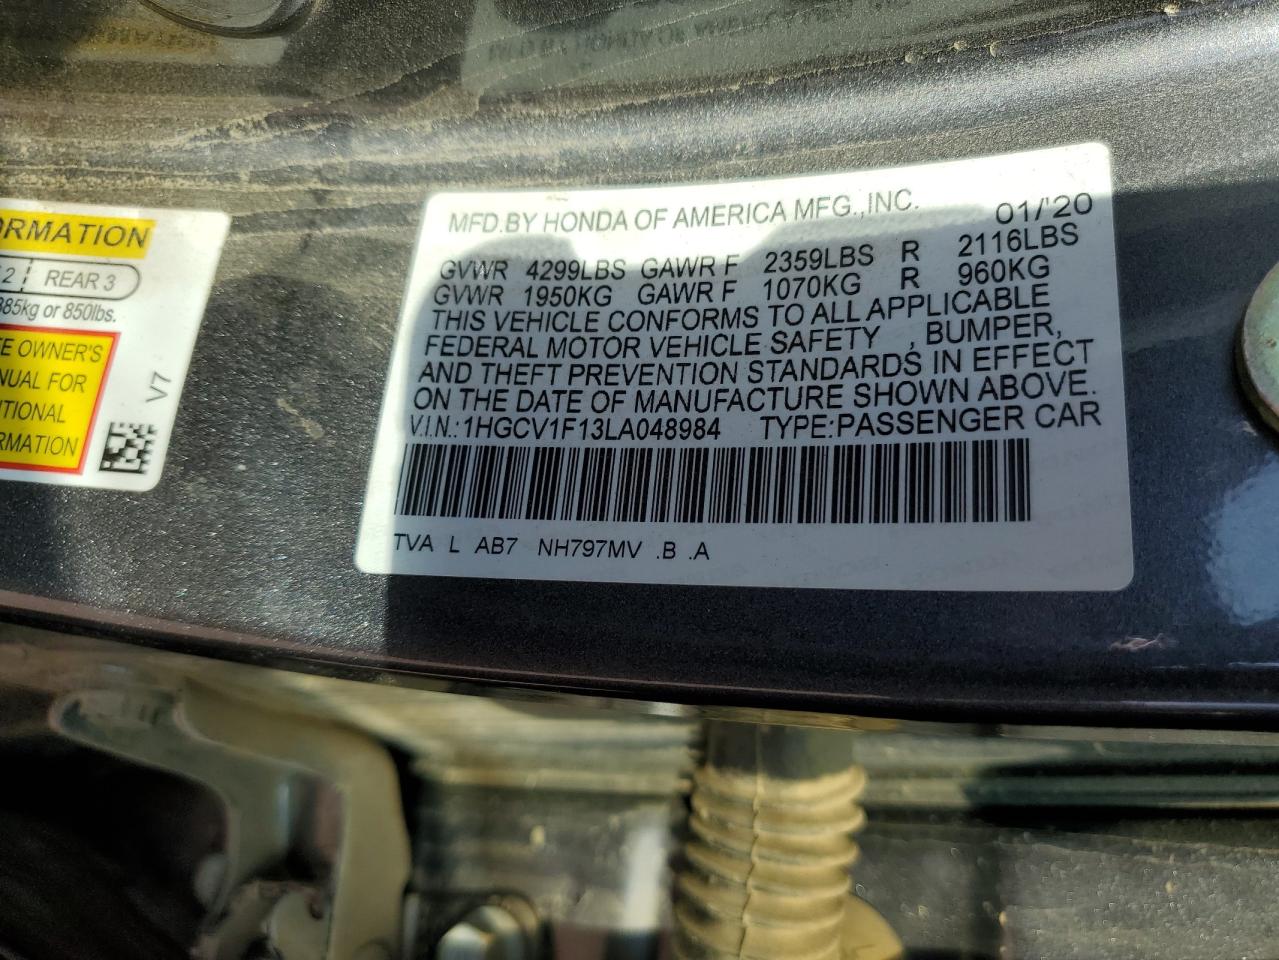 ORMATION
2 REAR 3
385kg or 850lbs.
E OWNER'S
NUAL FOR
ITIONAL
RMATION
V7
MFD.BY HONDA OF AMERICA MFG.,INC. 01/'20
GVWR 4299LBS GAWR F 2359LBS R 2116LBS
GVWR 1950KG GAWR F 1070KG R 960KG
THIS VEHICLE CONFORMS TO ALL APPLICABLE
FEDERAL MOTOR VEHICLE SAFETY , BUMPER,
AND THEFT PREVENTION STANDARDS IN EFFECT
ON THE DATE OF MANUFACTURE SHOWN ABOVE.
V.I.N.:1HGCV1F13LA048984 TYPE:PASSENGER CAR
TVA L AB7 NH797MV .B .A